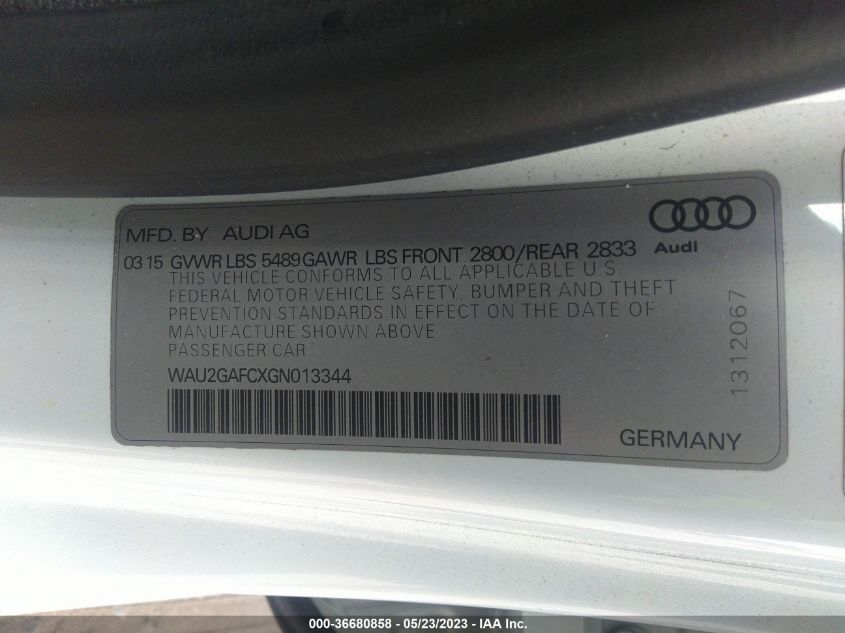 MFD. BY AUDI AG
Audi
03 15 GVWR LBS 5489 GAWR LBS FRONT 2800/REAR 2833
THIS VEHICLE CONFORMS TO ALL APPLICABLE U.S.
FEDERAL MOTOR VEHICLE SAFETY, BUMPER AND THEFT
PREVENTION STANDARDS IN EFFECT ON THE DATE OF
MANUFACTURE SHOWN ABOVE
PASSENGER CAR
WAU2GAFCXGN013344
1312067
GERMANY
000-36680858 - 05/23/2023 - IAA Inc.